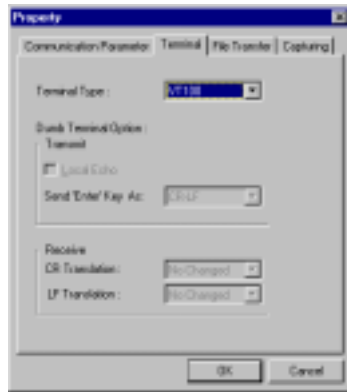 Property
Communication Parameter Terminal File Transfer Capturing
Terminal Type : VT100
Dumb Terminal Option :
Transmit
Local Echo
Send 'Enter' Key As: CR-LF
Receive
CR Translation : No Changed
LF Translation : No Changed
OK Cancel